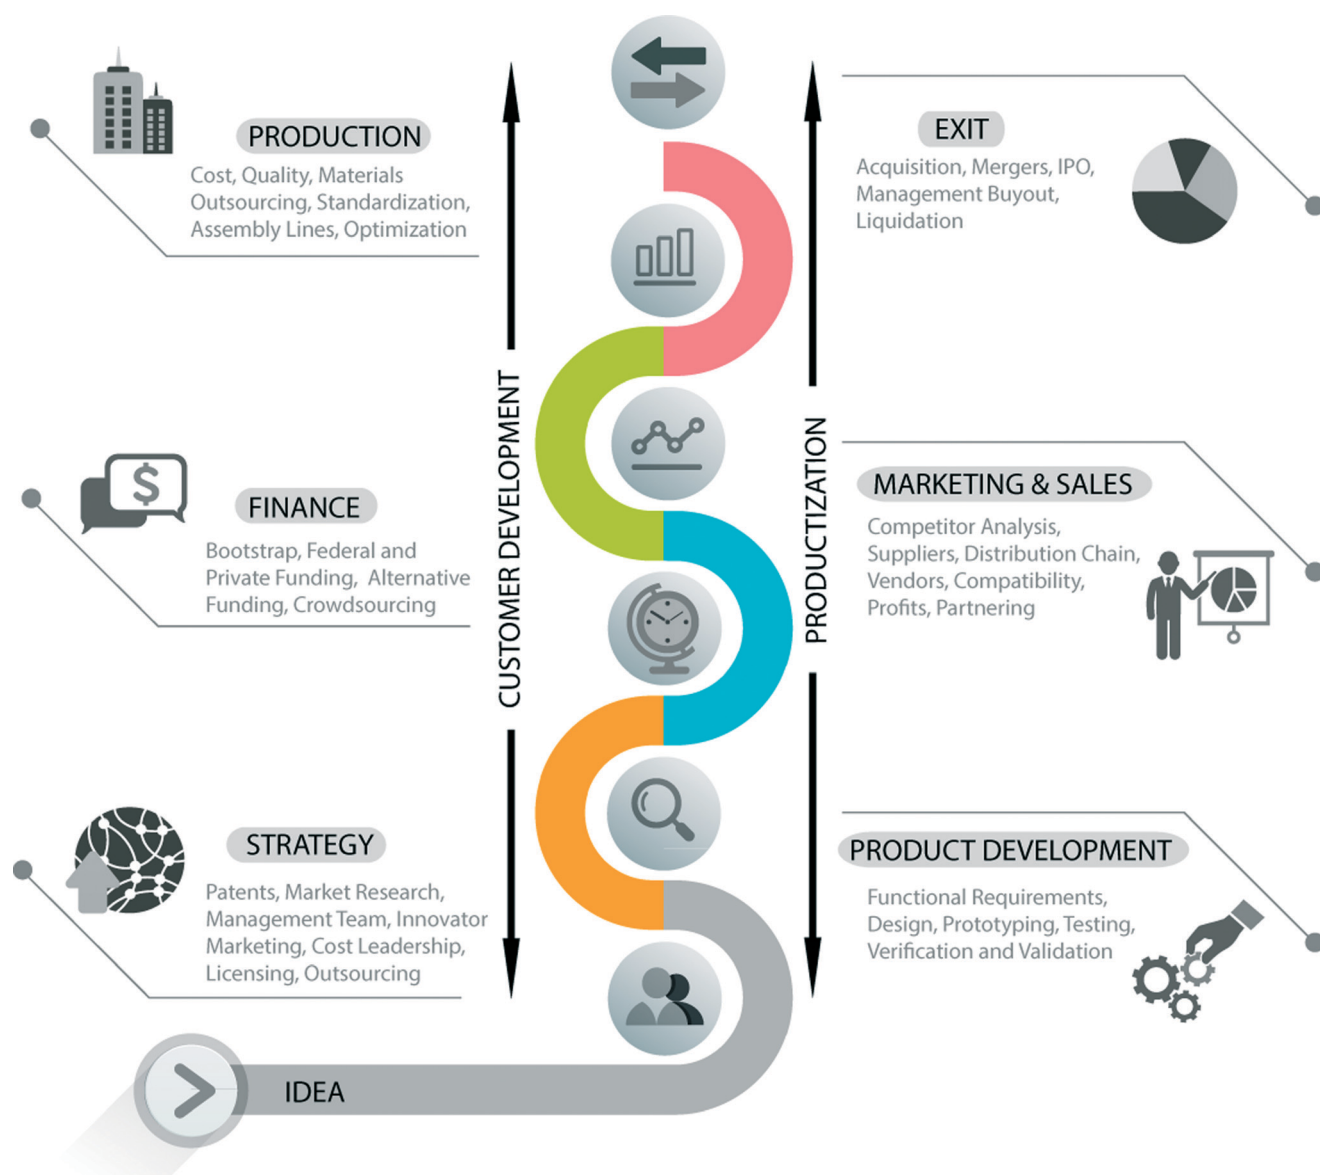 PRODUCTION
Cost, Quality, Materials
Outsourcing, Standardization,
Assembly Lines, Optimization
EXIT
Acquisition, Mergers, IPO,
Management Buyout,
Liquidation
CUSTOMER DEVELOPMENT
PRODUCTIZATION
$
FINANCE
Bootstrap, Federal and
Private Funding, Alternative
Funding, Crowdsourcing
MARKETING & SALES
Competitor Analysis,
Suppliers, Distribution Chain,
Vendors, Compatibility,
Profits, Partnering
STRATEGY
Patents, Market Research,
Management Team, Innovator
Marketing, Cost Leadership,
Licensing, Outsourcing
PRODUCT DEVELOPMENT
Functional Requirements,
Design, Prototyping, Testing,
Verification and Validation
IDEA